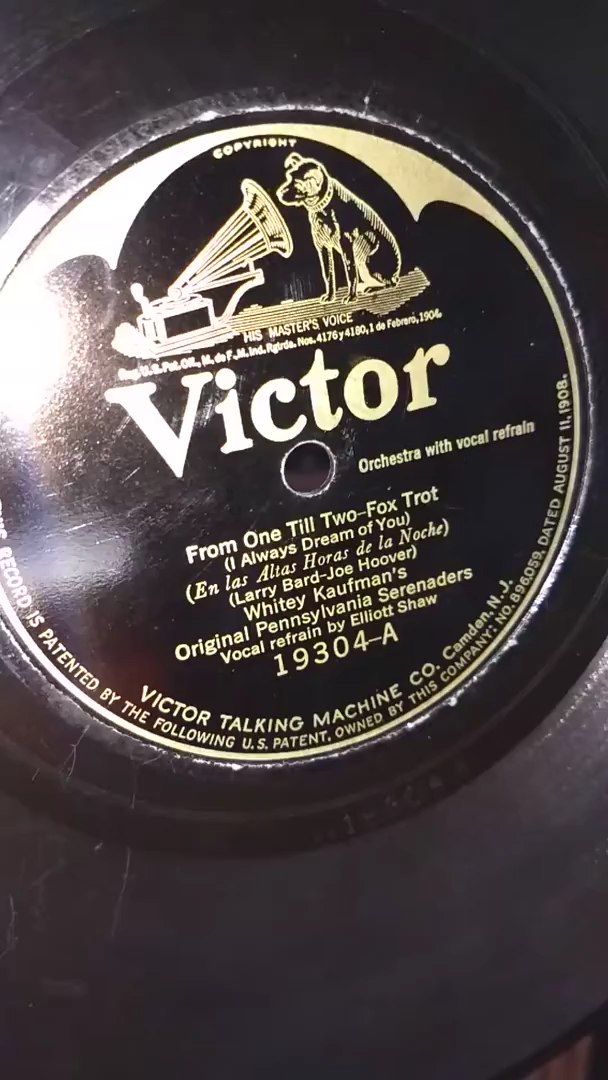 COPYRIGHT
HIS MASTER'S VOICE
Reg. U.S. Pat. Off., M. de F. M. Ind. Rgtrda. Nos. 4176 y 4180, 1 de Febrero, 1904.
Victor
Orchestra with vocal refrain
From One Till Two–Fox Trot
(I Always Dream of You)
(En las Altas Horas de la Noche)
(Larry Bard–Joe Hoover)
Whitey Kaufman's
Original Pennsylvania Serenaders
Vocal refrain by Elliott Shaw
19304–A
VICTOR TALKING MACHINE CO. Camden, N. J.
RECORD IS PATENTED BY THE FOLLOWING U.S. PATENT, OWNED BY THIS COMPANY: NO. 896059, DATED AUGUST 11, 1908.